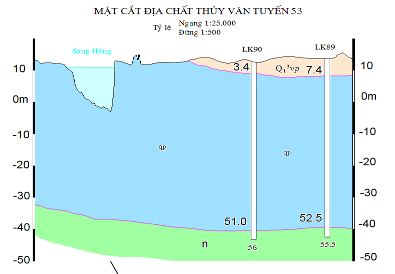 MẶT CẮT ĐỊA CHẤT THỦY VĂN TUYẾN 53
Tỷ lệ
Ngang 1:25.000
Đứng 1:500
Sông Hồng
LK90
LK89
10
3.4
7.4
10
0m
0m
-10
-10
qp
-20
-20
-30
-30
51.0
52.5
-40
-40
n
56
55.5
-50
-50